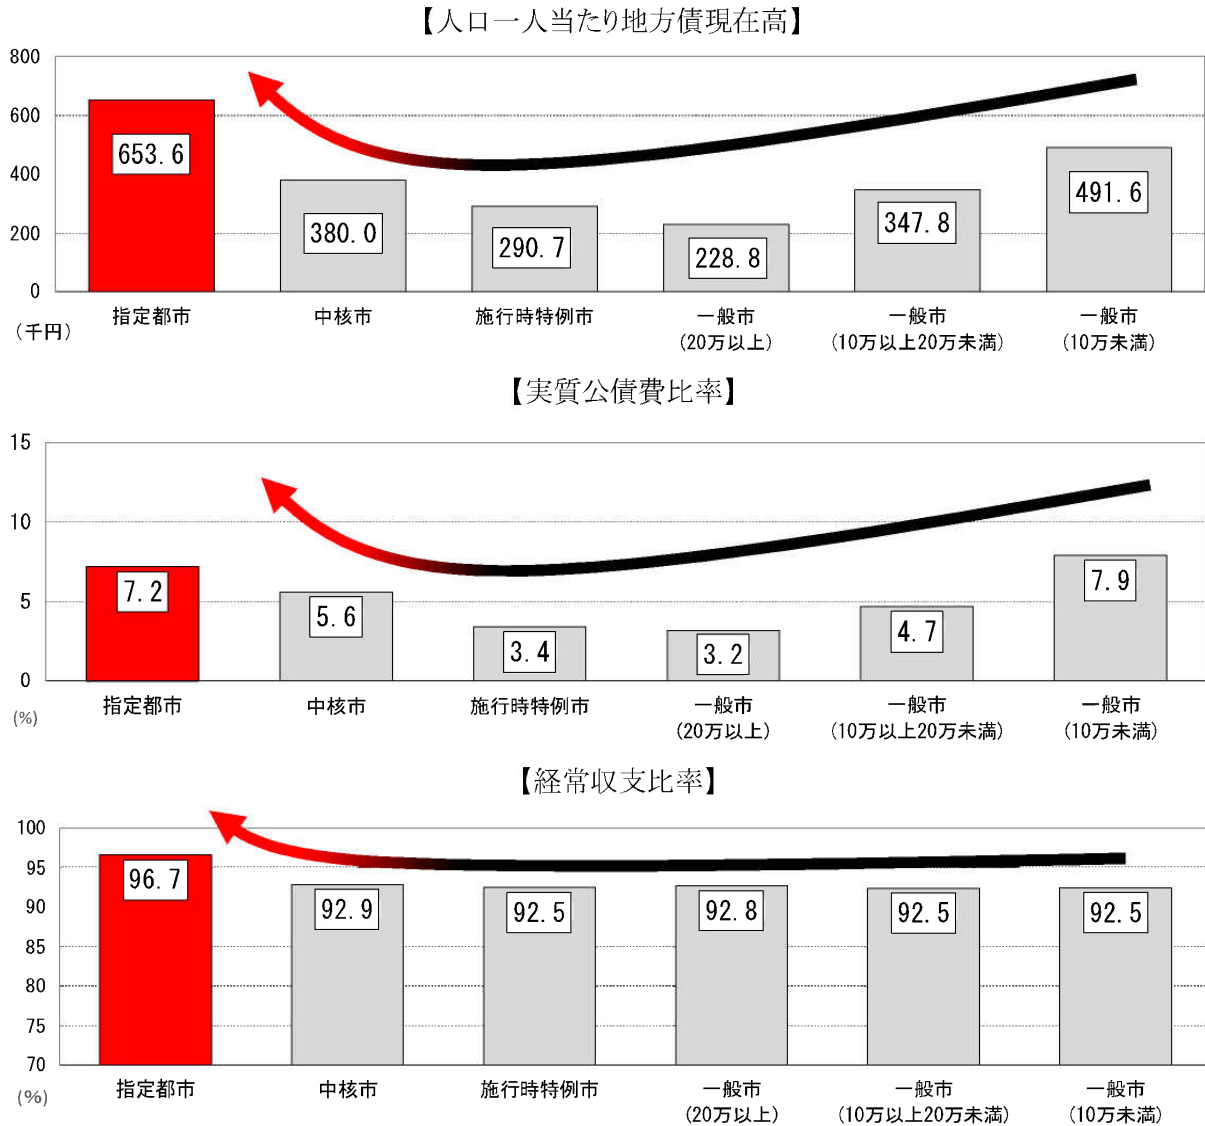 【人口一人当たり地方債現在高】
800
600
400
200
0
(千円)
653.6
380.0
290.7
228.8
347.8
491.6
指定都市
中核市
施行時特例市
一般市
(20万以上)
一般市
(10万以上20万未満)
一般市
(10万未満)
【実質公債費比率】
15
10
5
0
(%)
7.2
5.6
3.4
3.2
4.7
7.9
指定都市
中核市
施行時特例市
一般市
(20万以上)
一般市
(10万以上20万未満)
一般市
(10万未満)
【経常収支比率】
100
95
90
85
80
75
70
(%)
96.7
92.9
92.5
92.8
92.5
92.5
指定都市
中核市
施行時特例市
一般市
(20万以上)
一般市
(10万以上20万未満)
一般市
(10万未満)